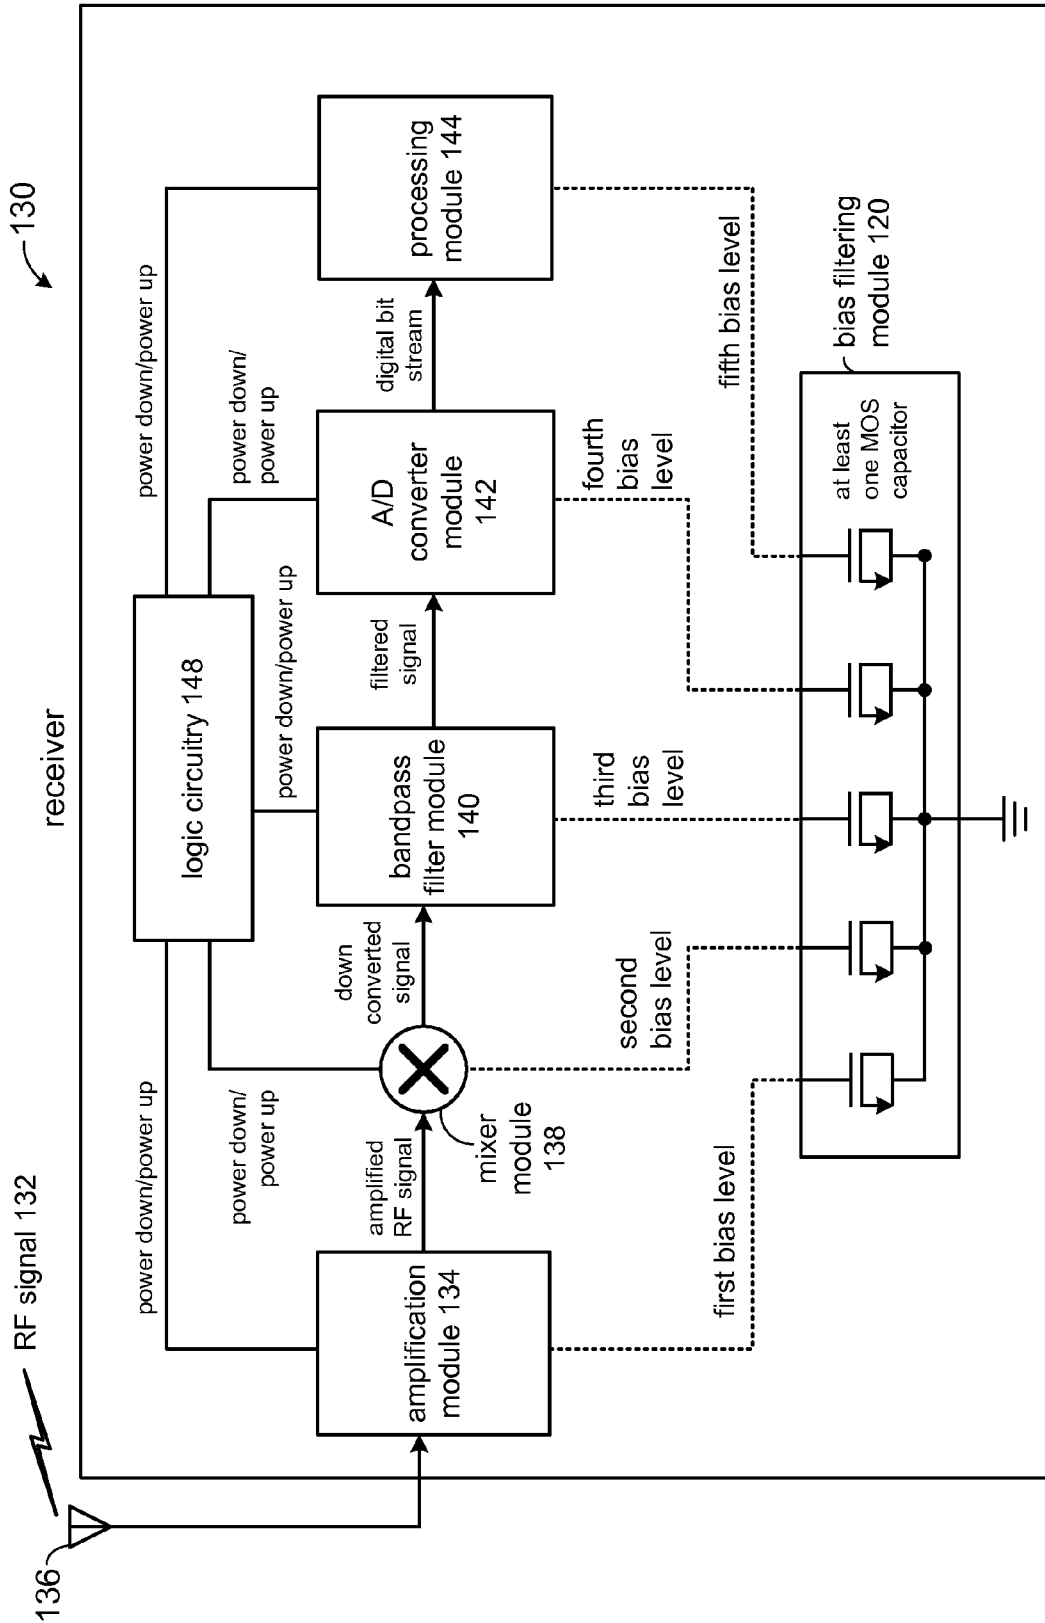 receiver
130
RF signal 132
136
logic circuitry 148
power down/power up
power down/
power up
power down/power up
power down/
power up
power down/power up
amplification
module 134
amplified
RF signal
mixer
module
138
down
converted
signal
bandpass
filter module
140
filtered
signal
A/D
converter
module
142
digital bit
stream
processing
module 144
first bias level
second
bias level
third
bias
level
fourth
bias
level
fifth bias level
at least
one MOS
capacitor
bias filtering
module 120